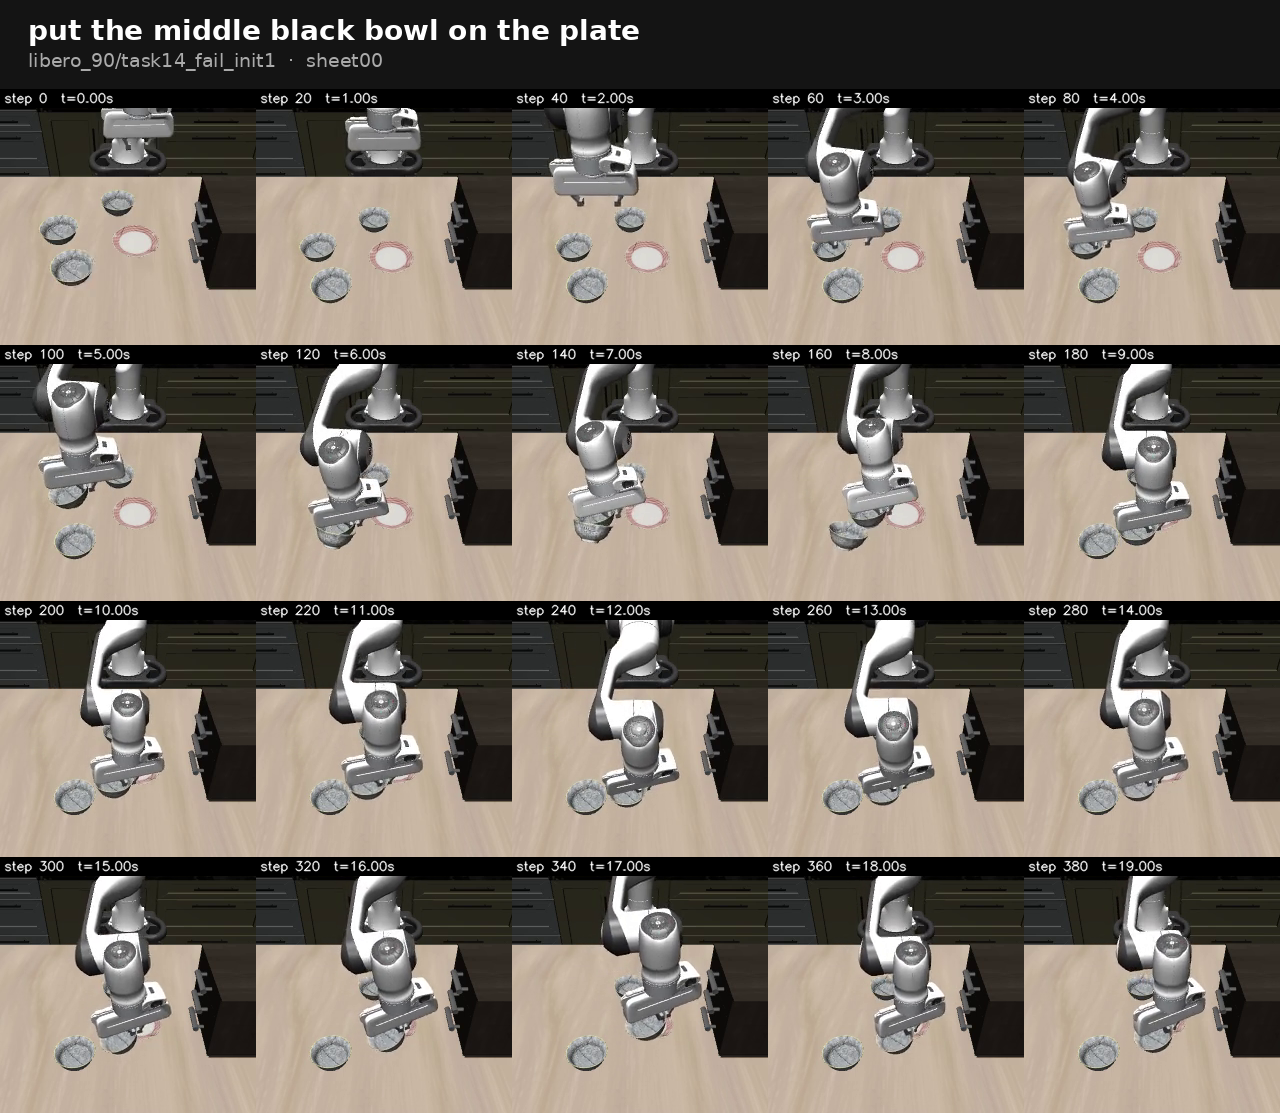 put the middle black bowl on the plate
libero_90/task14_fail_init1 · sheet00
step 0 t=0.00s
step 20 t=1.00s
step 40 t=2.00s
step 60 t=3.00s
step 80 t=4.00s
step 100 t=5.00s
step 120 t=6.00s
step 140 t=7.00s
step 160 t=8.00s
step 180 t=9.00s
step 200 t=10.00s
step 220 t=11.00s
step 240 t=12.00s
step 260 t=13.00s
step 280 t=14.00s
step 300 t=15.00s
step 320 t=16.00s
step 340 t=17.00s
step 360 t=18.00s
step 380 t=19.00s